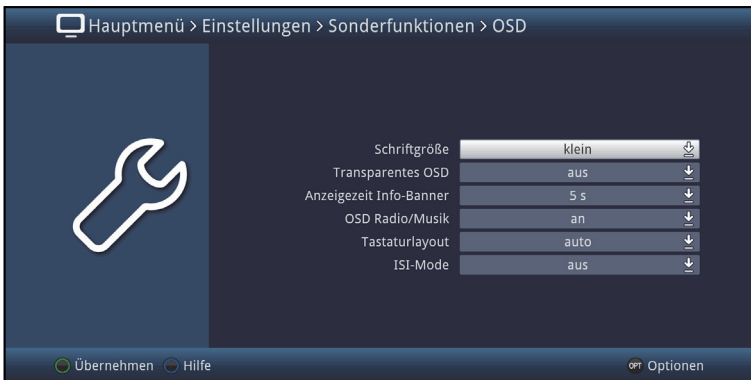 Hauptmenü > Einstellungen > Sonderfunktionen > OSD
Schriftgröße klein
Transparentes OSD aus
Anzeigezeit Info-Banner 5 s
OSD Radio/Musik an
Tastaturlayout auto
ISI-Mode aus
Übernehmen Hilfe OPT Optionen